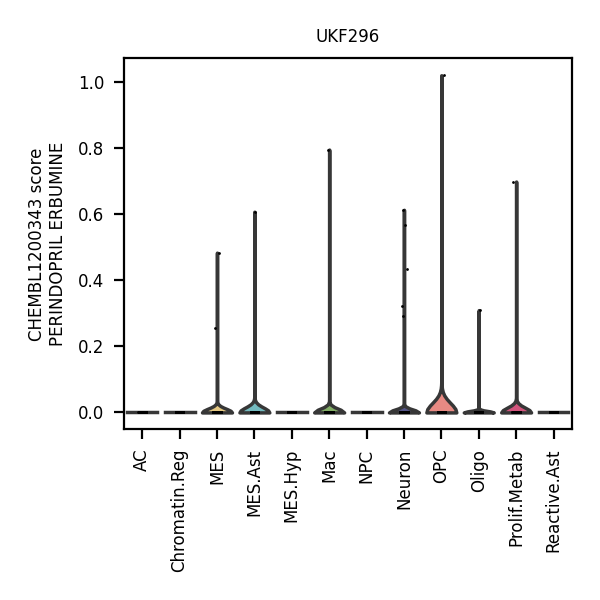 UKF296
CHEMBL1200343 score
PERINDOPRIL ERBUMINE
1.0
0.8
0.6
0.4
0.2
0.0
AC
Chromatin.Reg
MES
MES.Ast
MES.Hyp
Mac
NPC
Neuron
OPC
Oligo
Prolif.Metab
Reactive.Ast